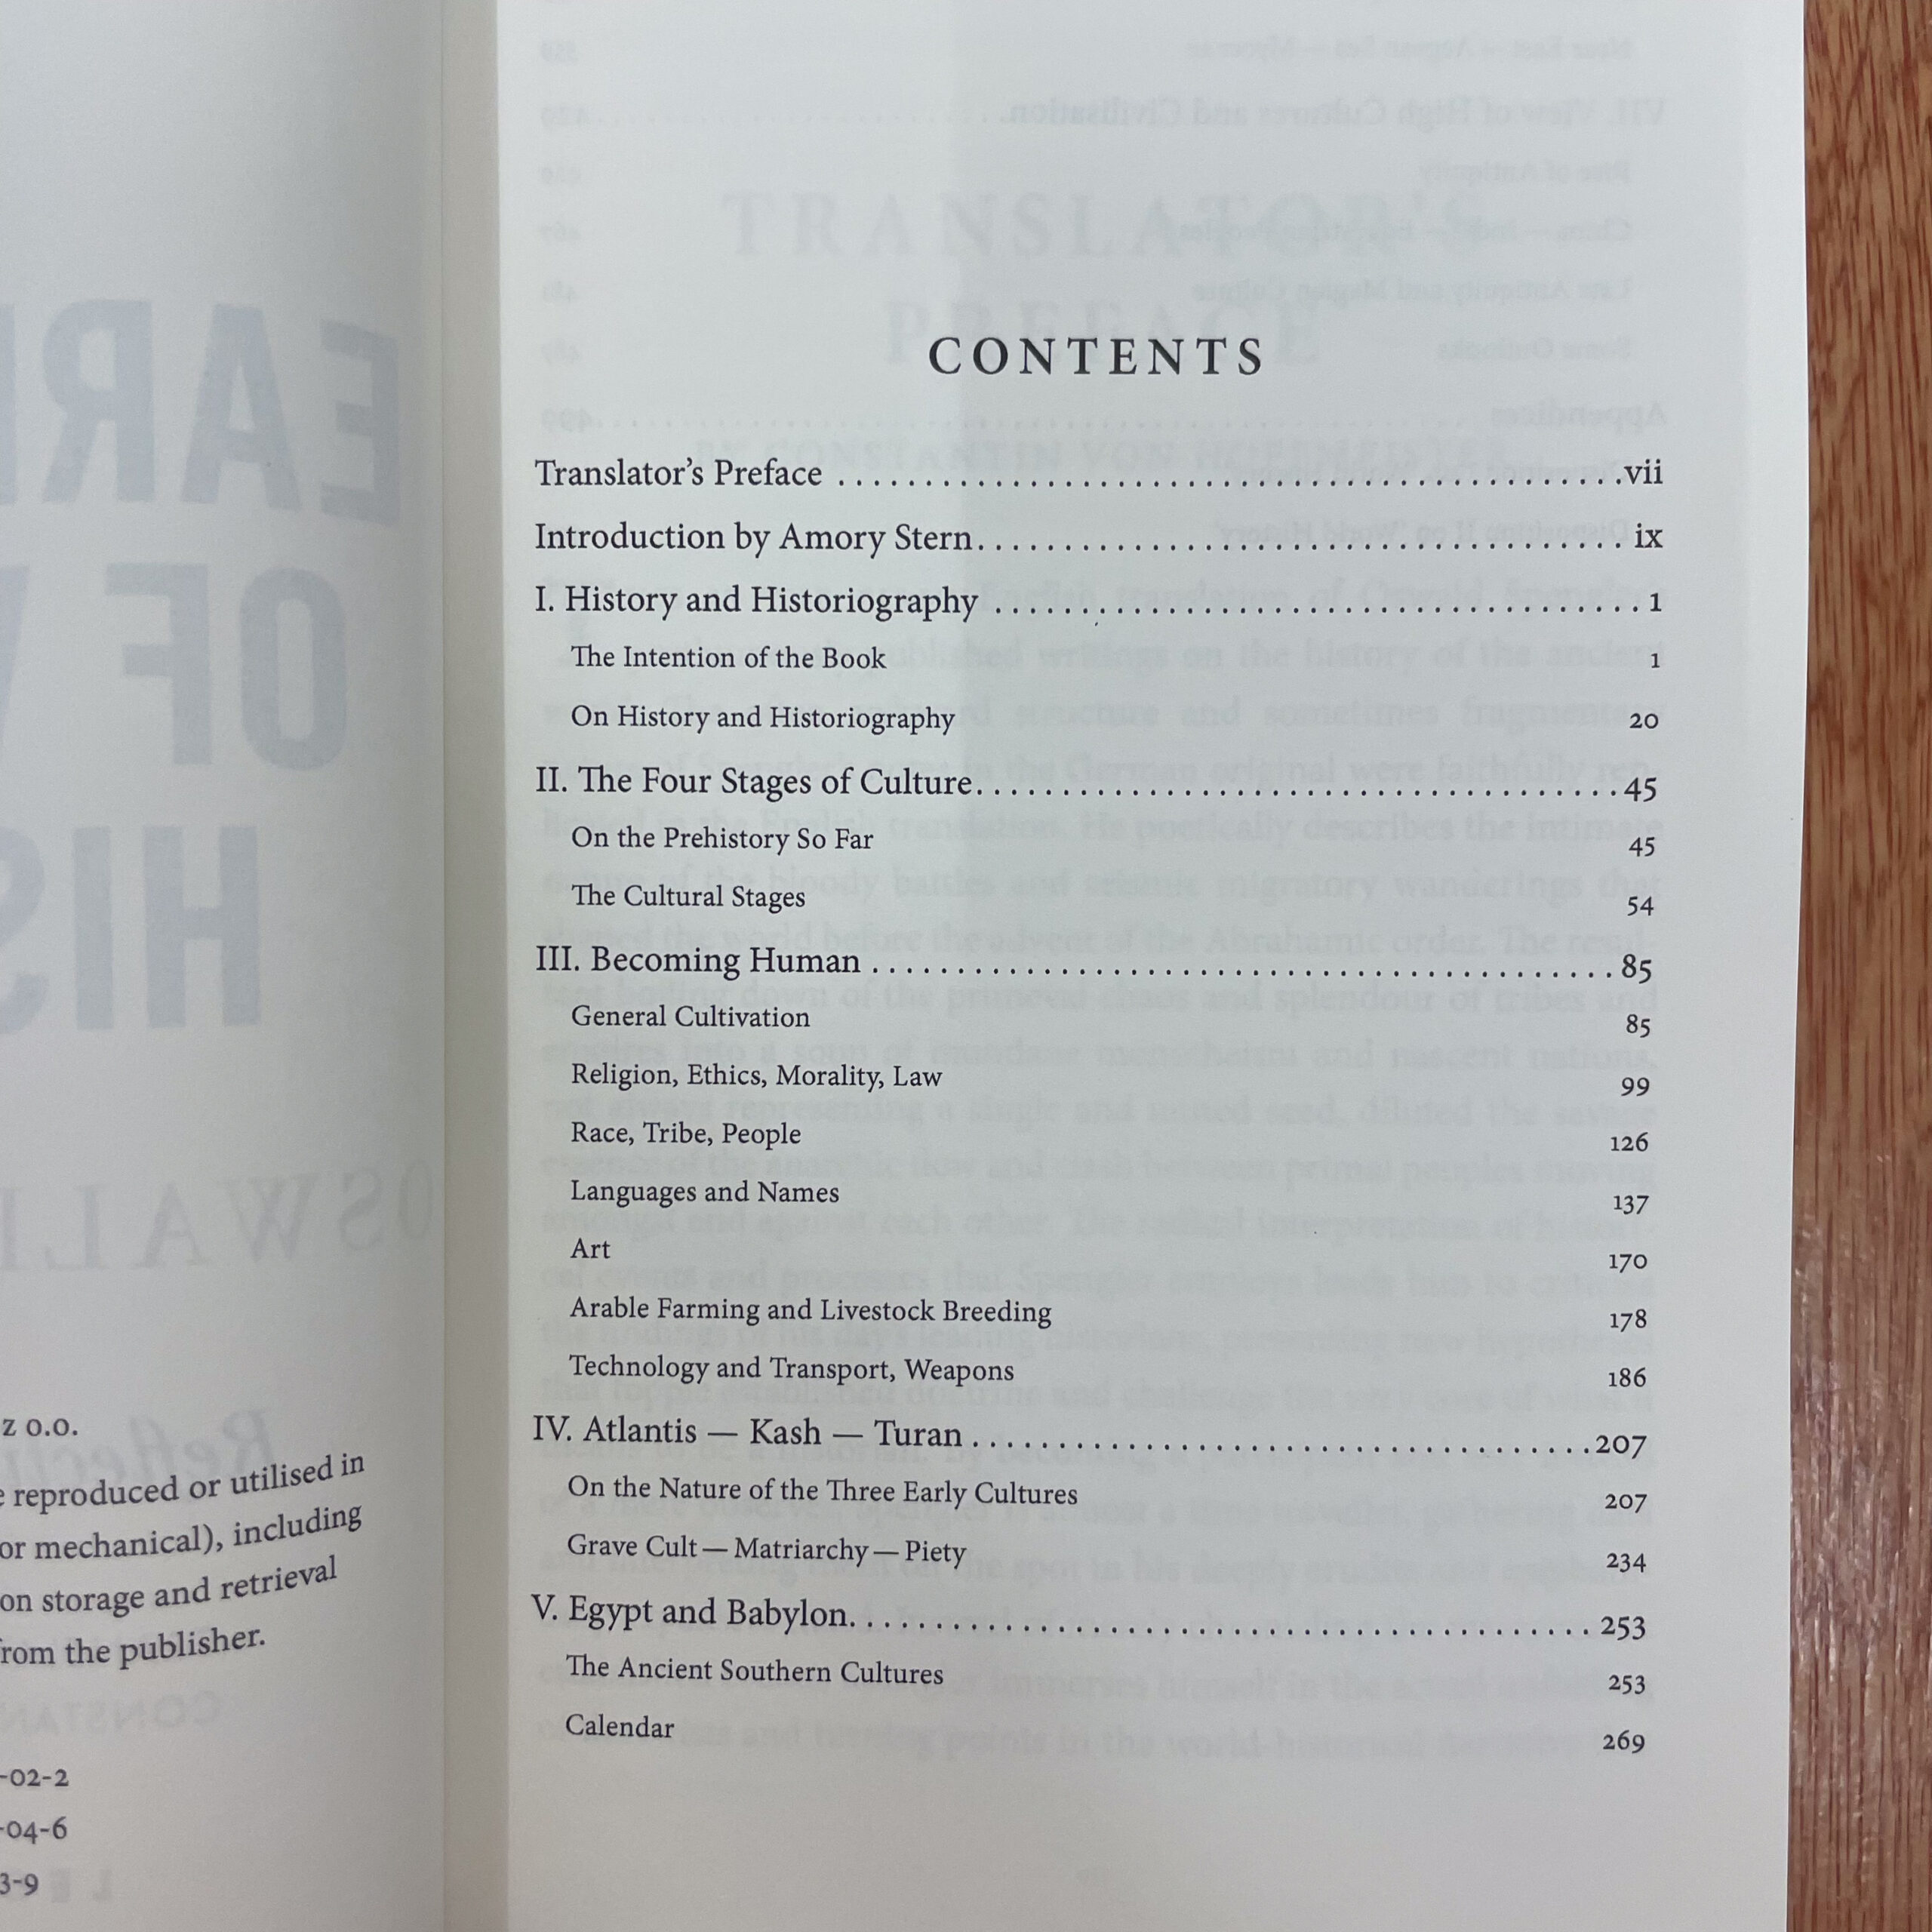 z o.o.
reproduced or utilised in
or mechanical), including
on storage and retrieval
from the publisher.
-02-2
-04-6
3-9
CONTENTS
Translator's Preface ............ vii
Introduction by Amory Stern............ ix
I. History and Historiography ............ 1
The Intention of the Book 1
On History and Historiography 20
II. The Four Stages of Culture............ 45
On the Prehistory So Far 45
The Cultural Stages 54
III. Becoming Human ............ 85
General Cultivation 85
Religion, Ethics, Morality, Law 99
Race, Tribe, People 126
Languages and Names 137
Art 170
Arable Farming and Livestock Breeding 178
Technology and Transport, Weapons 186
IV. Atlantis — Kash — Turan ............ 207
On the Nature of the Three Early Cultures 207
Grave Cult — Matriarchy — Piety 234
V. Egypt and Babylon............ 253
The Ancient Southern Cultures 253
Calendar 269